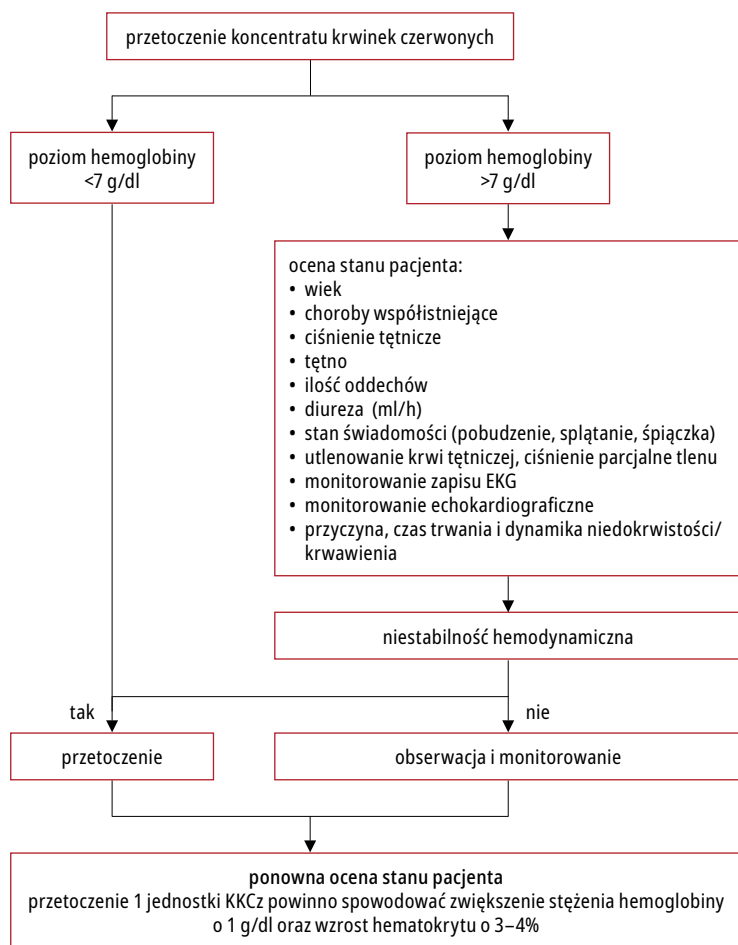 przetoczenie koncentratu krwinek czerwonych
poziom hemoglobiny
<7 g/dl
poziom hemoglobiny
>7 g/dl
ocena stanu pacjenta:
• wiek
• choroby współistniejące
• ciśnienie tętnicze
• tętno
• ilość oddechów
• diureza (ml/h)
• stan świadomości (pobudzenie, splątanie, śpiączka)
• utlenowanie krwi tętniczej, ciśnienie parcjalne tlenu
• monitorowanie zapisu EKG
• monitorowanie echokardiograficzne
• przyczyna, czas trwania i dynamika niedokrwistości/
krwawienia
niestabilność hemodynamiczna
tak
nie
przetoczenie
obserwacja i monitorowanie
ponowna ocena stanu pacjenta
przetoczenie 1 jednostki KKCz powinno spowodować zwiększenie stężenia hemoglobiny
o 1 g/dl oraz wzrost hematokrytu o 3–4%